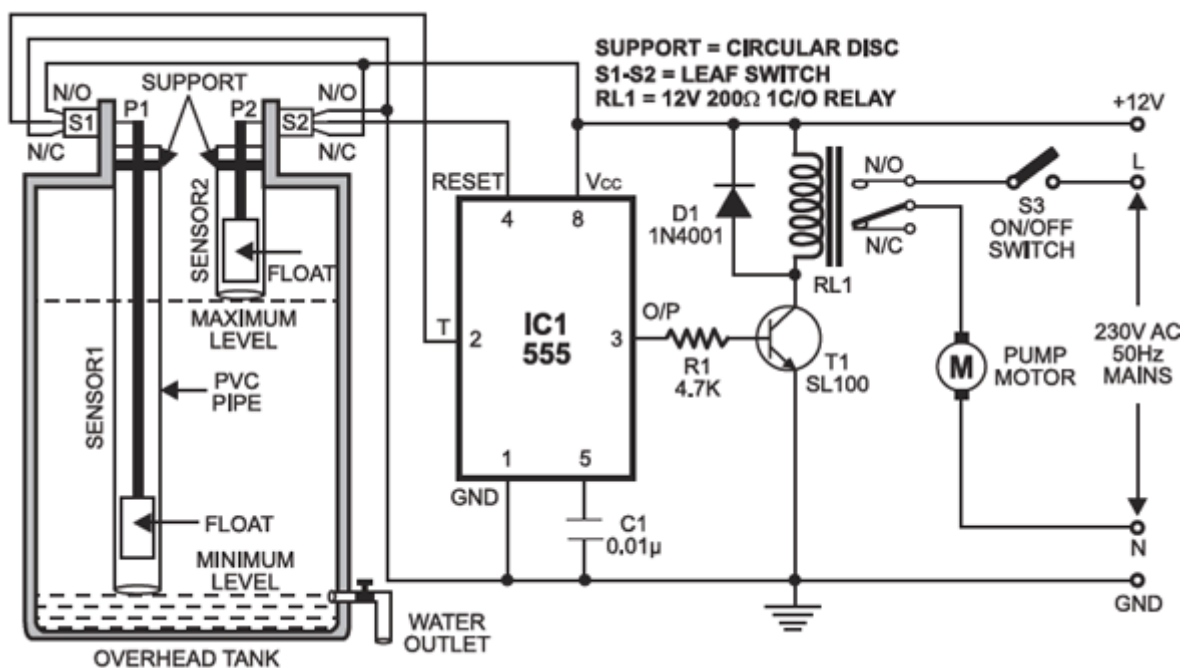 SUPPORT = CIRCULAR DISC
S1-S2 = LEAF SWITCH
RL1 = 12V 200Ω 1C/O RELAY
SUPPORT
N/O
P1
P2
N/O
S1
S2
N/C
N/C
+12V
L
RESET
VCC
4
8
D1
1N4001
N/O
N/C
S3
ON/OFF
SWITCH
RL1
SENSOR2
FLOAT
MAXIMUM
LEVEL
T
2
IC1
555
3
O/P
R1
4.7K
T1
SL100
M
PUMP
MOTOR
230V AC
50Hz
MAINS
SENSOR1
PVC
PIPE
1
5
GND
C1
0.01µ
FLOAT
MINIMUM
LEVEL
N
GND
WATER
OUTLET
OVERHEAD TANK